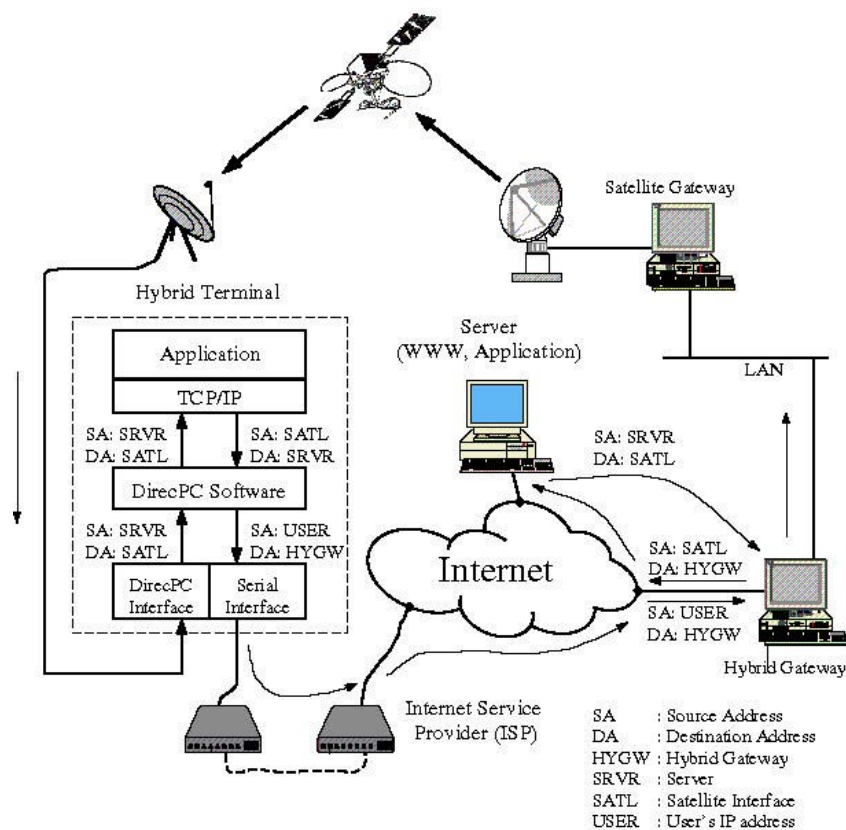 Satellite Gateway
Hybrid Terminal
Server
(WWW, Application)
LAN
Application
TCP/IP
SA: SRVR
DA: SATL
SA: SATL
DA: SRVR
SA: SRVR
DA: SATL
DirecPC Software
SA: SRVR
DA: SATL
SA: USER
DA: HYGW
SA: SATL
DA: HYGW
Internet
DirecPC
Interface
Serial
Interface
SA: USER
DA: HYGW
Hybrid Gateway
Internet Service
Provider (ISP)
SA : Source Address
DA : Destination Address
HYGW : Hybrid Gateway
SRVR : Server
SATL : Satellite Interface
USER : User's IP address